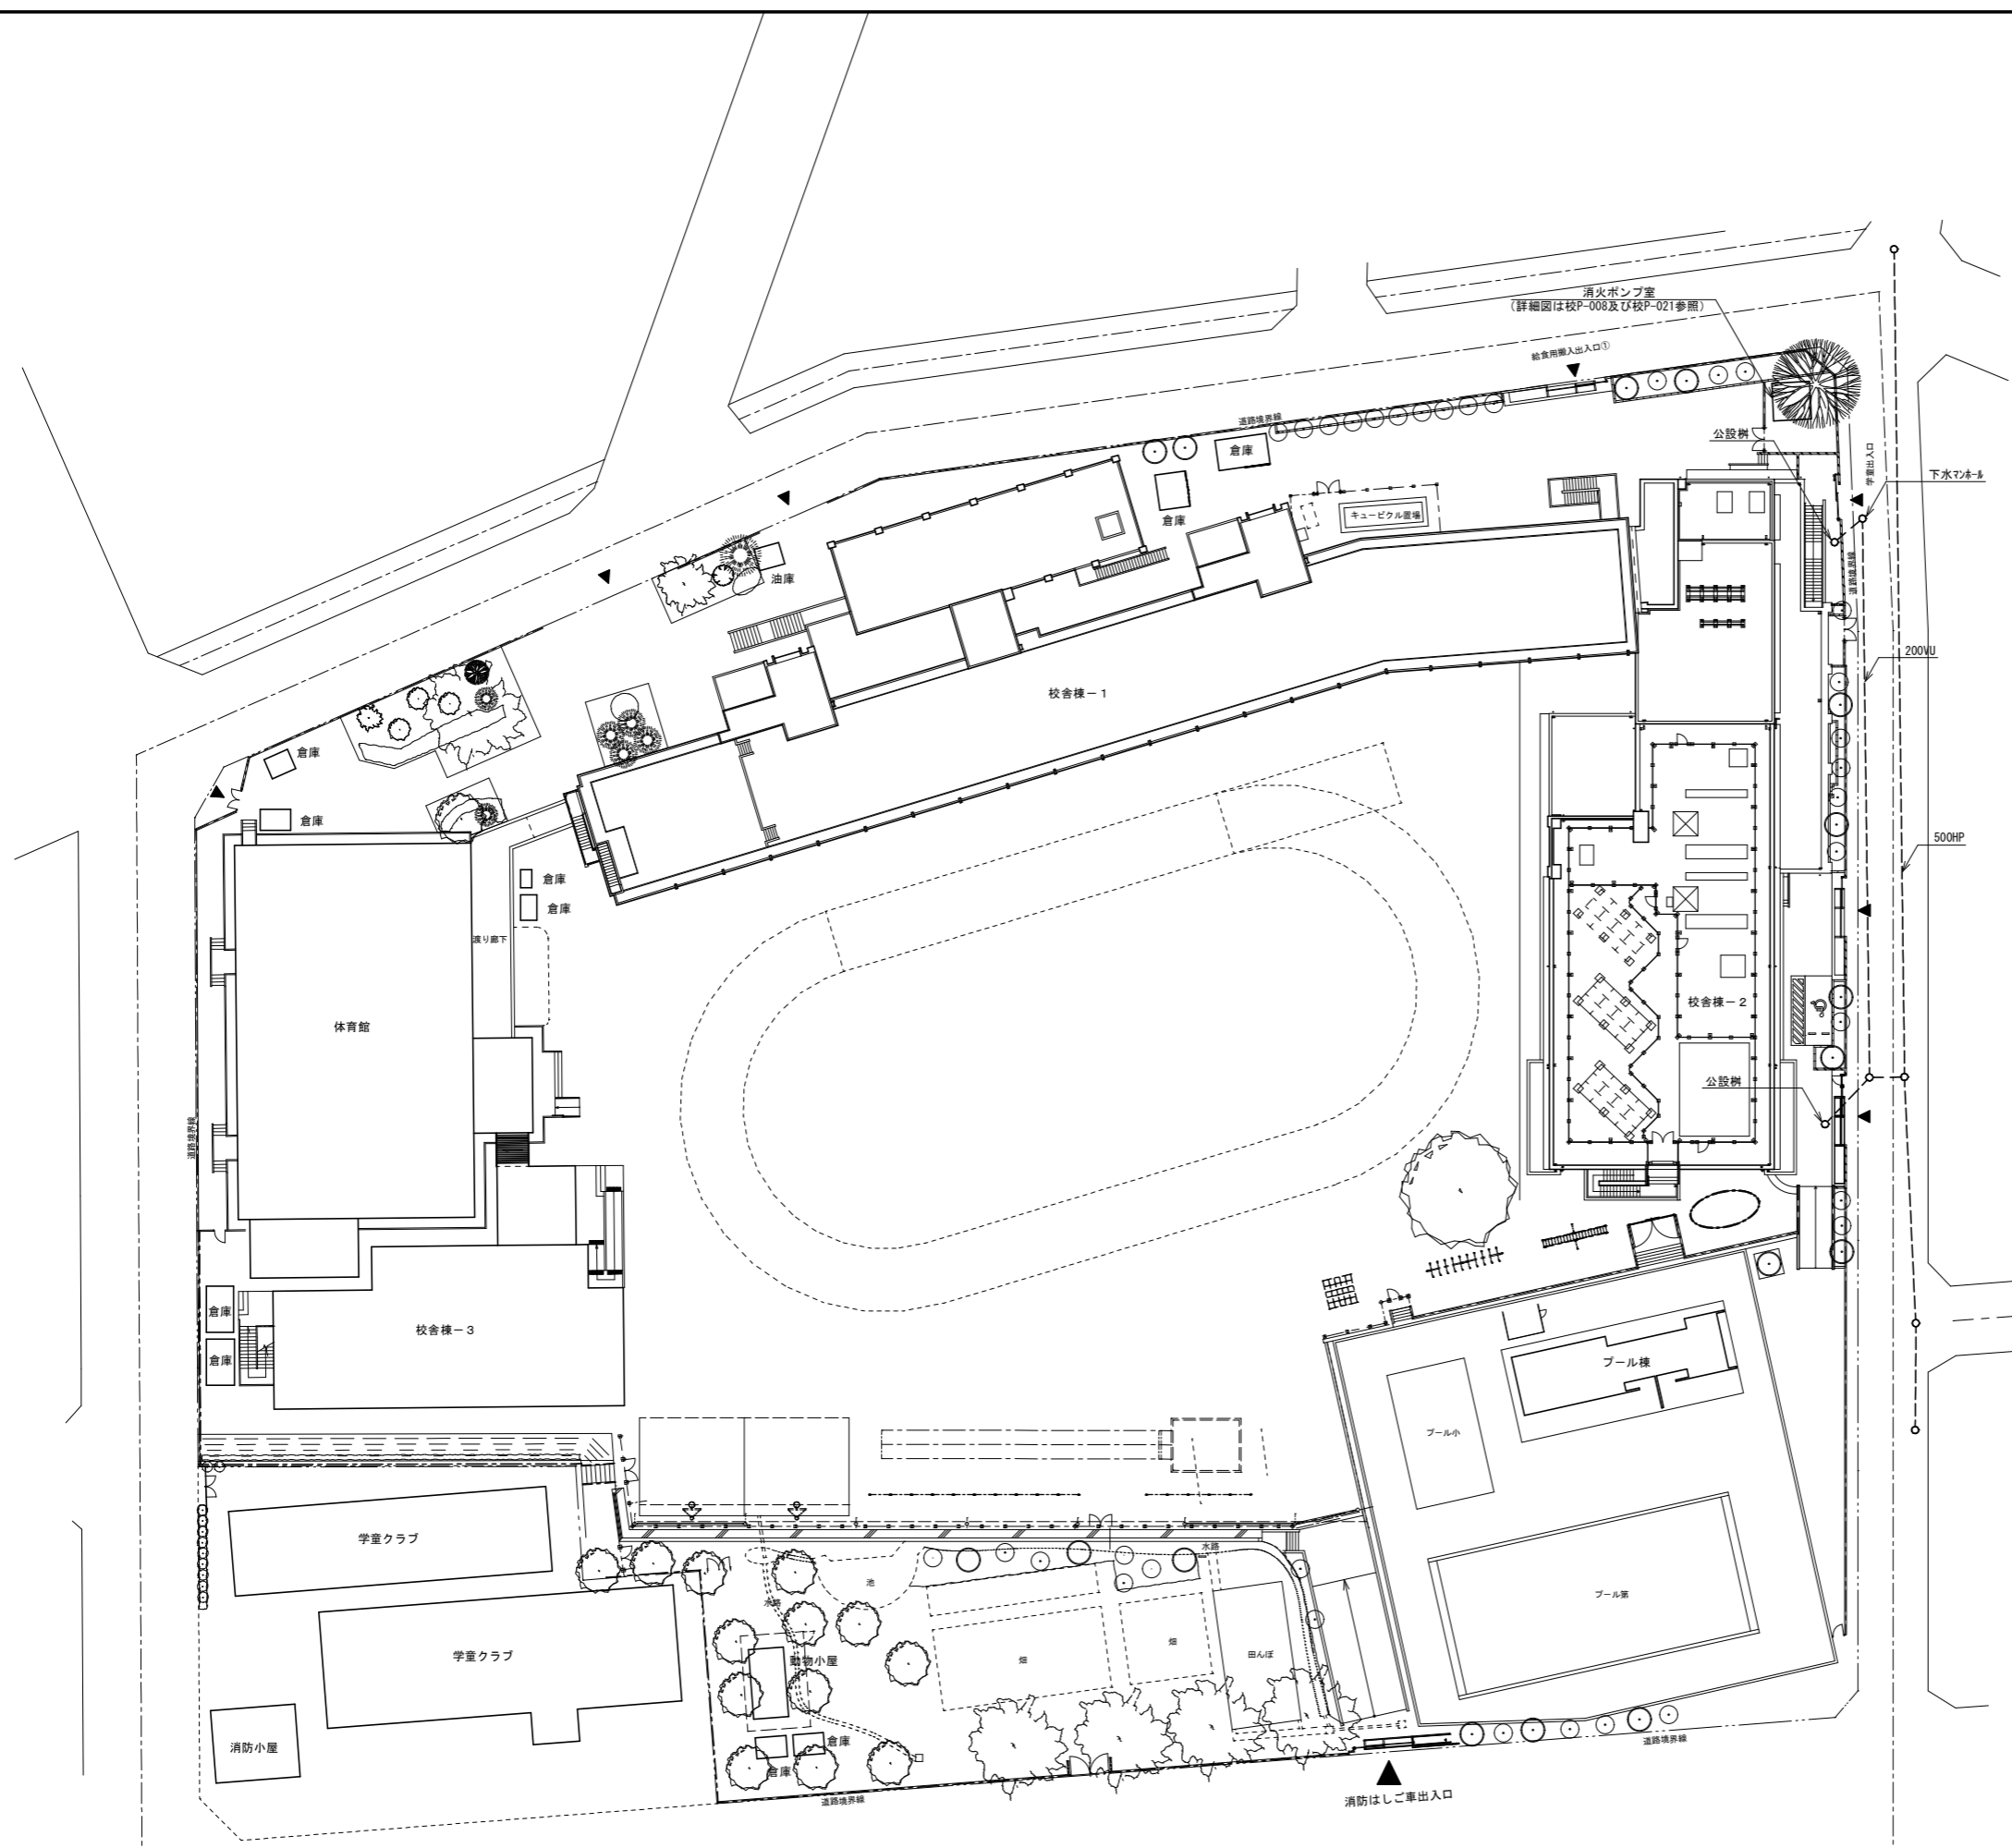 消火ポンプ室
（詳細図は校P-008及び校P-021参照）
給食用搬入出入口①
道路境界線
公設桝
学童出入口
下水マンホール
倉庫
倉庫
キュービクル置場
油庫
道路境界線
200VU
校舎棟－１
倉庫
倉庫
500HP
倉庫
倉庫
渡り廊下
校舎棟－２
体育館
公設桝
道路境界線
倉庫
校舎棟－３
倉庫
プール棟
プール小
学童クラブ
水路
池
水路
プール第
学童クラブ
動物小屋
畑
畑
田んぼ
消防小屋
倉庫
倉庫
道路境界線
道路境界線
消防はしご車出入口